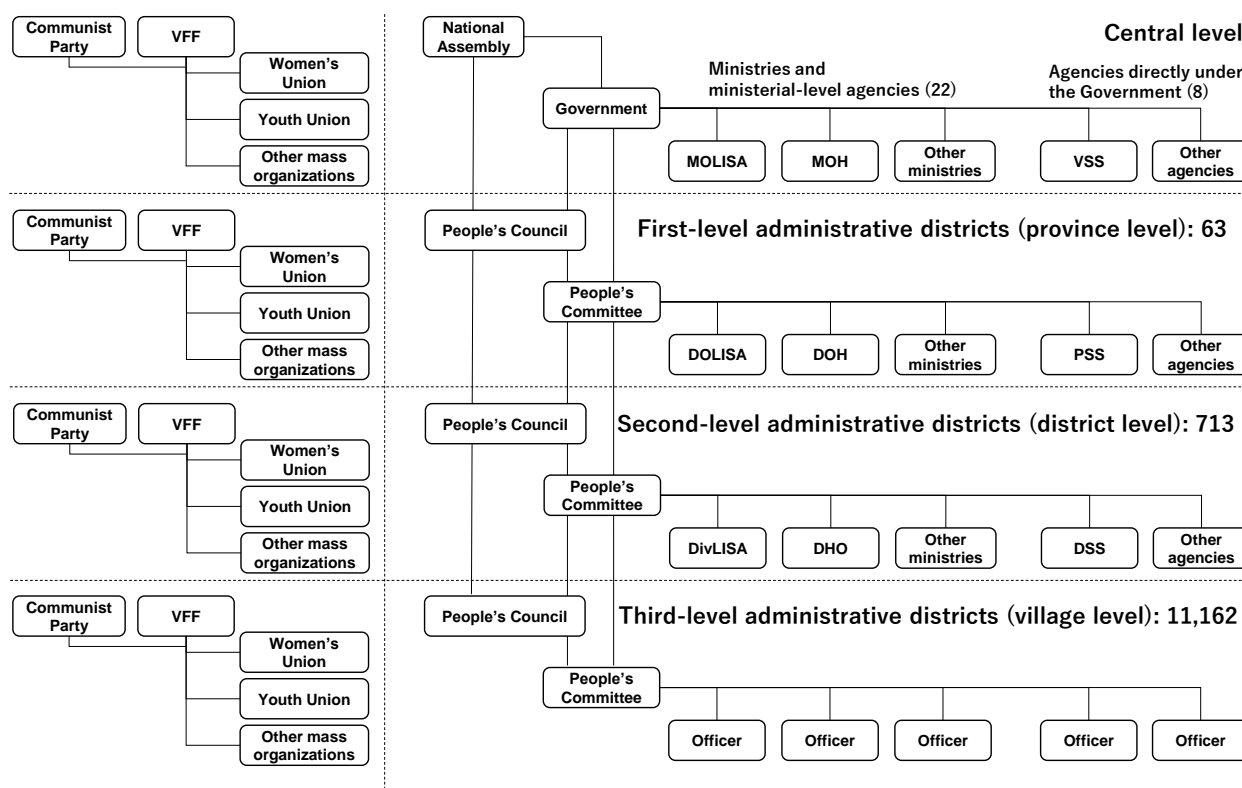 Communist
Party
VFF
Women's
Union
Youth Union
Other mass
organizations
National
Assembly
Government
Central level
Ministries and
ministerial-level agencies (22)
Agencies directly under
the Government (8)
MOLISA
MOH
Other
ministries
VSS
Other
agencies
Communist
Party
VFF
Women's
Union
Youth Union
Other mass
organizations
People's Council
First-level administrative districts (province level): 63
People's
Committee
DOLISA
DOH
Other
ministries
PSS
Other
agencies
Communist
Party
VFF
Women's
Union
Youth Union
Other mass
organizations
People's Council
Second-level administrative districts (district level): 713
People's
Committee
DivLISA
DHO
Other
ministries
DSS
Other
agencies
Communist
Party
VFF
Women's
Union
Youth Union
Other mass
organizations
People's Council
Third-level administrative districts (village level): 11,162
People's
Committee
Officer
Officer
Officer
Officer
Officer